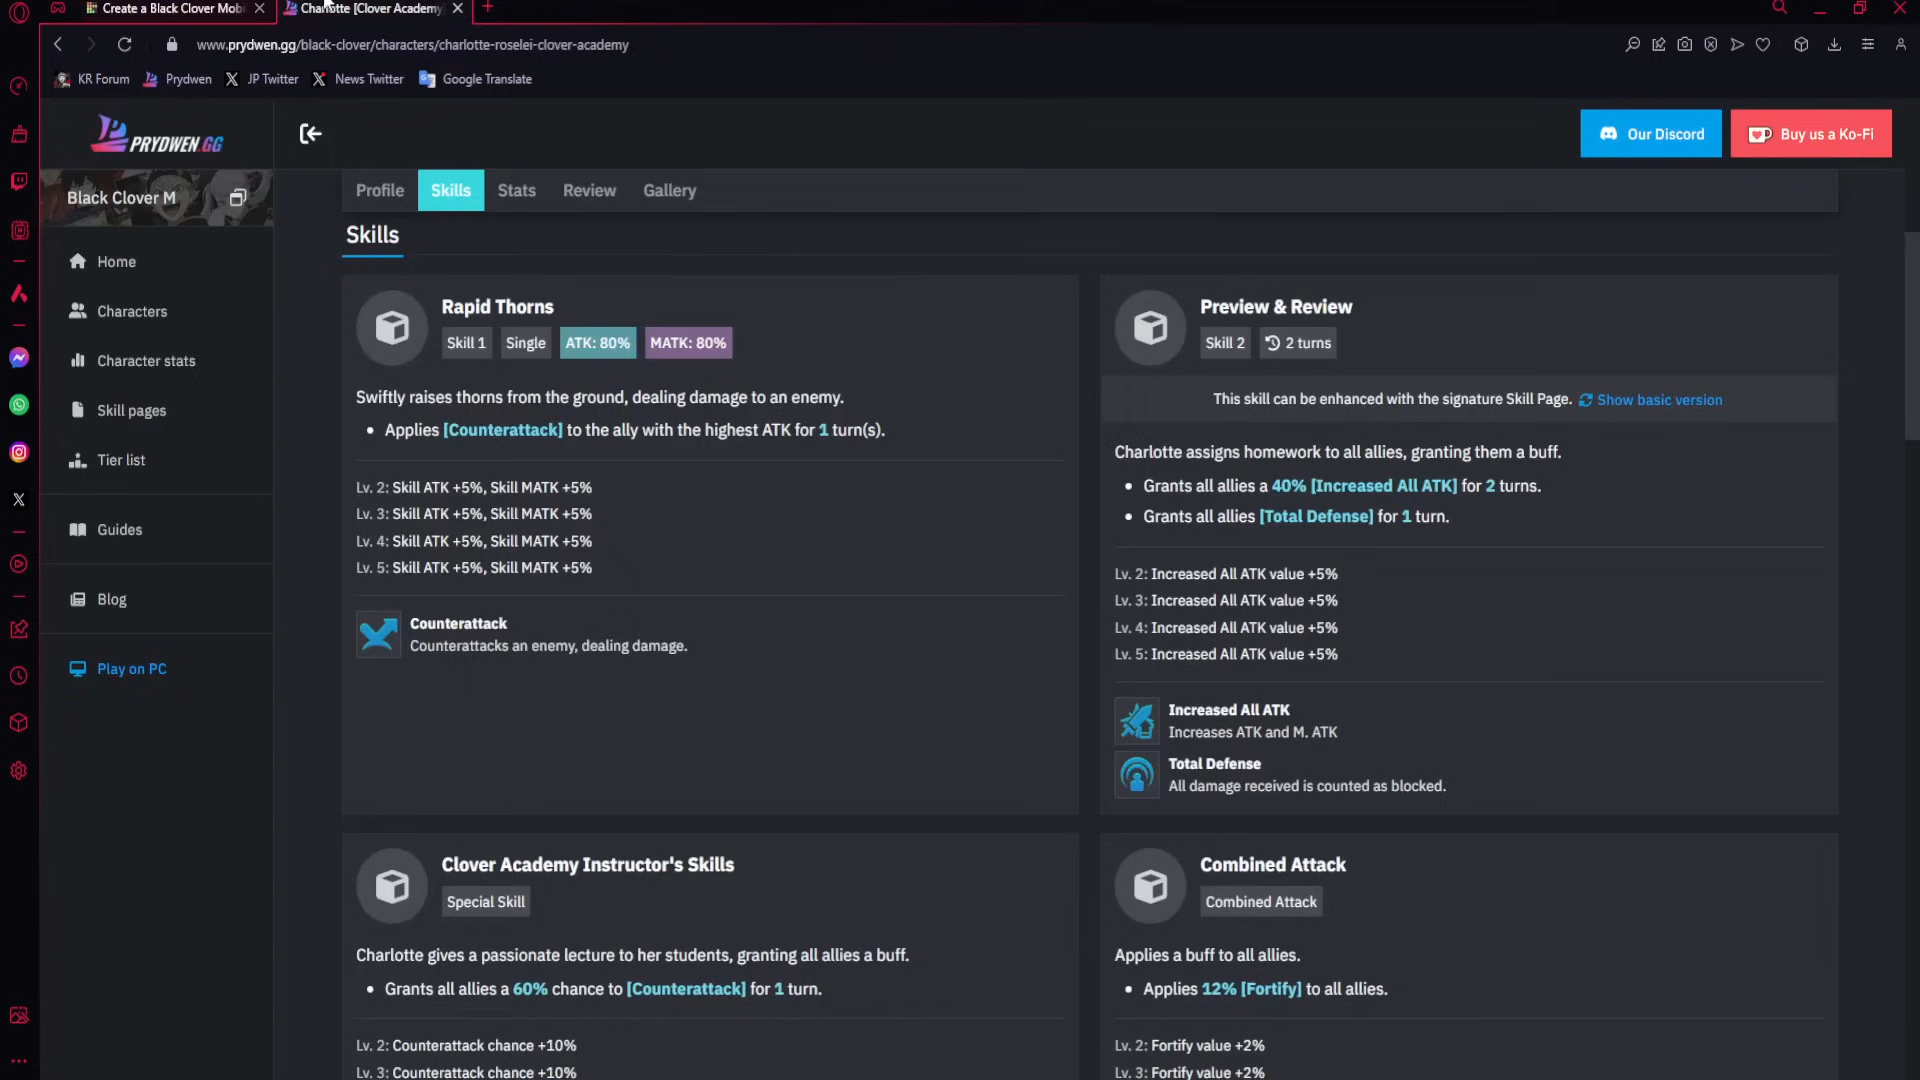 Create a Black Clover Mobi
Charlotte [Clover Academy
www.prydwen.gg/black-clover/characters/charlotte-roselei-clover-academy
KR Forum
Prydwen
JP Twitter
News Twitter
Google Translate
PRYDWEN.GG
Our Discord
Buy us a Ko-Fi
Black Clover M
Home
Characters
Character stats
Skill pages
Tier list
Guides
Blog
Play on PC
Profile
Skills
Stats
Review
Gallery
Skills
Rapid Thorns
Skill 1
Single
ATK: 80%
MATK: 80%
Swiftly raises thorns from the ground, dealing damage to an enemy.
• Applies [Counterattack] to the ally with the highest ATK for 1 turn(s).
Lv. 2: Skill ATK +5%, Skill MATK +5%
Lv. 3: Skill ATK +5%, Skill MATK +5%
Lv. 4: Skill ATK +5%, Skill MATK +5%
Lv. 5: Skill ATK +5%, Skill MATK +5%
Counterattack
Counterattacks an enemy, dealing damage.
Preview & Review
Skill 2
2 turns
This skill can be enhanced with the signature Skill Page. Show basic version
Charlotte assigns homework to all allies, granting them a buff.
• Grants all allies a 40% [Increased All ATK] for 2 turns.
• Grants all allies [Total Defense] for 1 turn.
Lv. 2: Increased All ATK value +5%
Lv. 3: Increased All ATK value +5%
Lv. 4: Increased All ATK value +5%
Lv. 5: Increased All ATK value +5%
Increased All ATK
Increases ATK and M. ATK
Total Defense
All damage received is counted as blocked.
Clover Academy Instructor's Skills
Special Skill
Charlotte gives a passionate lecture to her students, granting all allies a buff.
• Grants all allies a 60% chance to [Counterattack] for 1 turn.
Lv. 2: Counterattack chance +10%
Lv. 3: Counterattack chance +10%
Combined Attack
Combined Attack
Applies a buff to all allies.
• Applies 12% [Fortify] to all allies.
Lv. 2: Fortify value +2%
Lv. 3: Fortify value +2%